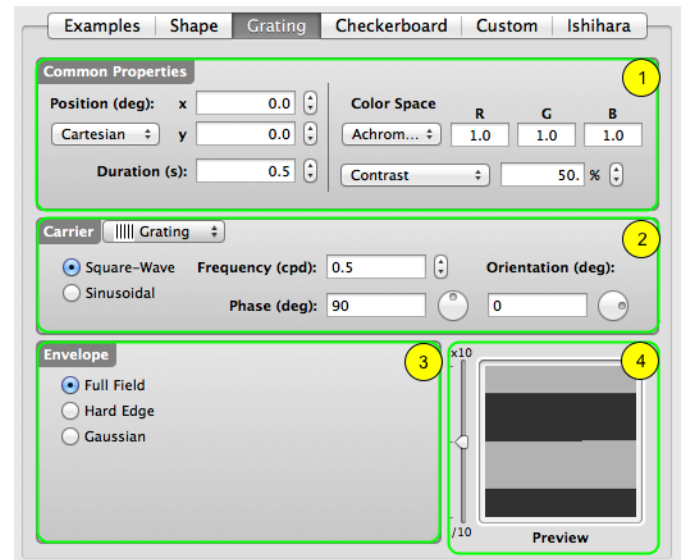 Examples Shape Grating Checkerboard Custom Ishihara
Common Properties
1
Position (deg): x 0.0
Color Space R G B
Cartesian y 0.0
Achrom... 1.0 1.0 1.0
Duration (s): 0.5
Contrast 50. %
Carrier Grating
2
Square-Wave Frequency (cpd): 0.5 Orientation (deg):
Sinusoidal Phase (deg): 90 0
Envelope
3
Full Field
Hard Edge
Gaussian
x10
4
/10
Preview